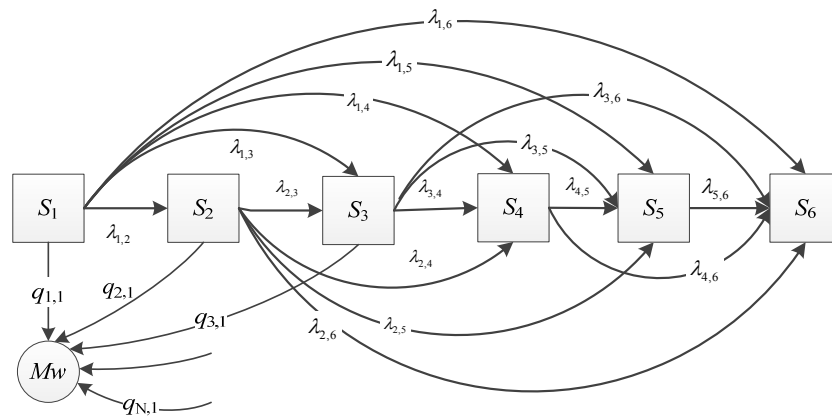 λ1,6
λ1,5
λ3,6
λ1,4
λ1,3
λ3,5
S1
λ1,2
S2
λ2,3
S3
λ3,4
S4
λ4,5
S5
λ5,6
S6
λ2,4
λ4,6
q1,1
q2,1
q3,1
λ2,6
λ2,5
Mw
qN,1